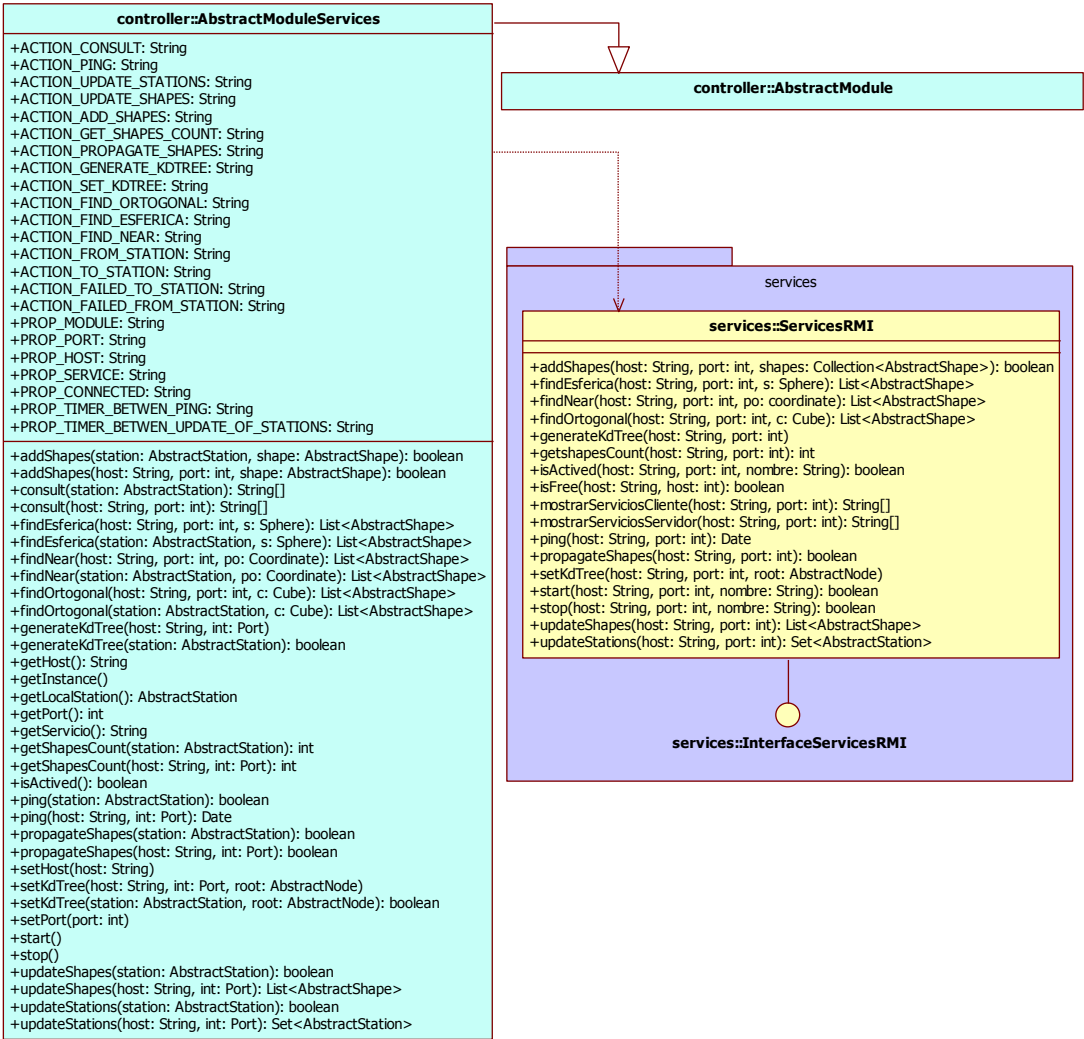 controller::AbstractModuleServices
+ACTION_CONSULT: String
+ACTION_PING: String
+ACTION_UPDATE_STATIONS: String
+ACTION_UPDATE_SHAPES: String
+ACTION_ADD_SHAPES: String
+ACTION_GET_SHAPES_COUNT: String
+ACTION_PROPAGATE_SHAPES: String
+ACTION_GENERATE_KDTREE: String
+ACTION_SET_KDTREE: String
+ACTION_FIND_ORTOGONAL: String
+ACTION_FIND_ESFERICA: String
+ACTION_FIND_NEAR: String
+ACTION_FROM_STATION: String
+ACTION_TO_STATION: String
+ACTION_FAILED_TO_STATION: String
+ACTION_FAILED_FROM_STATION: String
+PROP_MODULE: String
+PROP_PORT: String
+PROP_HOST: String
+PROP_SERVICE: String
+PROP_CONNECTED: String
+PROP_TIMER_BETWEN_PING: String
+PROP_TIMER_BETWEN_UPDATE_OF_STATIONS: String
+addShapes(station: AbstractStation, shape: AbstractShape): boolean
+addShapes(host: String, port: int, shape: AbstractShape): boolean
+consult(station: AbstractStation): String[]
+consult(host: String, port: int): String[]
+findEsferica(host: String, port: int, s: Sphere): List<AbstractShape>
+findEsferica(station: AbstractStation, s: Sphere): List<AbstractShape>
+findNear(host: String, port: int, po: Coordinate): List<AbstractShape>
+findNear(station: AbstractStation, po: Coordinate): List<AbstractShape>
+findOrtogonal(host: String, port: int, c: Cube): List<AbstractShape>
+findOrtogonal(station: AbstractStation, c: Cube): List<AbstractShape>
+generateKdTree(host: String, int: Port)
+generateKdTree(station: AbstractStation): boolean
+getHost(): String
+getInstance()
+getLocalStation(): AbstractStation
+getPort(): int
+getServicio(): String
+getShapesCount(station: AbstractStation): int
+getShapesCount(host: String, int: Port): int
+isActived(): boolean
+ping(station: AbstractStation): boolean
+ping(host: String, int: Port): Date
+propagateShapes(station: AbstractStation): boolean
+propagateShapes(host: String, int: Port): boolean
+setHost(host: String)
+setKdTree(host: String, int: Port, root: AbstractNode)
+setKdTree(station: AbstractStation, root: AbstractNode): boolean
+setPort(port: int)
+start()
+stop()
+updateShapes(station: AbstractStation): boolean
+updateShapes(host: String, int: Port): List<AbstractShape>
+updateStations(station: AbstractStation): boolean
+updateStations(host: String, int: Port): Set<AbstractStation>
controller::AbstractModule
services
services::ServicesRMI
+addShapes(host: String, port: int, shapes: Collection<AbstractShape>): boolean
+findEsferica(host: String, port: int, s: Sphere): List<AbstractShape>
+findNear(host: String, port: int, po: coordinate): List<AbstractShape>
+findOrtogonal(host: String, port: int, c: Cube): List<AbstractShape>
+generateKdTree(host: String, port: int)
+getshapesCount(host: String, port: int): int
+isActived(host: String, port: int, nombre: String): boolean
+isFree(host: String, host: int): boolean
+mostrarServiciosCliente(host: String, port: int): String[]
+mostrarServiciosServidor(host: String, port: int): String[]
+ping(host: String, port: int): Date
+propagateShapes(host: String, port: int): boolean
+setKdTree(host: String, port: int, root: AbstractNode)
+start(host: String, port: int, nombre: String): boolean
+stop(host: String, port: int, nombre: String): boolean
+updateShapes(host: String, port: int): List<AbstractShape>
+updateStations(host: String, port: int): Set<AbstractStation>
services::InterfaceServicesRMI